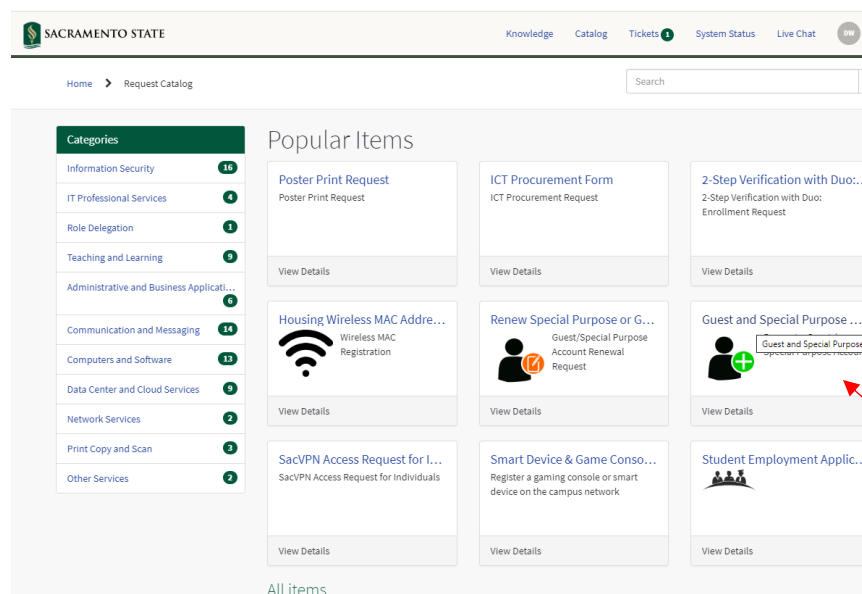 SACRAMENTO STATE
Knowledge Catalog Tickets 1 System Status Live Chat DW
Home > Request Catalog
Search
Categories
Information Security 16
IT Professional Services 4
Role Delegation 1
Teaching and Learning 9
Administrative and Business Applicati... 6
Communication and Messaging 14
Computers and Software 13
Data Center and Cloud Services 9
Network Services 2
Print Copy and Scan 3
Other Services 2
Popular Items
Poster Print Request
Poster Print Request
View Details
ICT Procurement Form
ICT Procurement Request
View Details
2-Step Verification with Duo:...
2-Step Verification with Duo:
Enrollment Request
View Details
Housing Wireless MAC Addre...
Wireless MAC
Registration
View Details
Renew Special Purpose or G...
Guest/Special Purpose
Account Renewal
Request
View Details
Guest and Special Purpose ...
Guest and Special Purpose
View Details
SacVPN Access Request for I...
SacVPN Access Request for Individuals
View Details
Smart Device & Game Conso...
Register a gaming console or smart
device on the campus network
View Details
Student Employment Applic...
View Details
All items